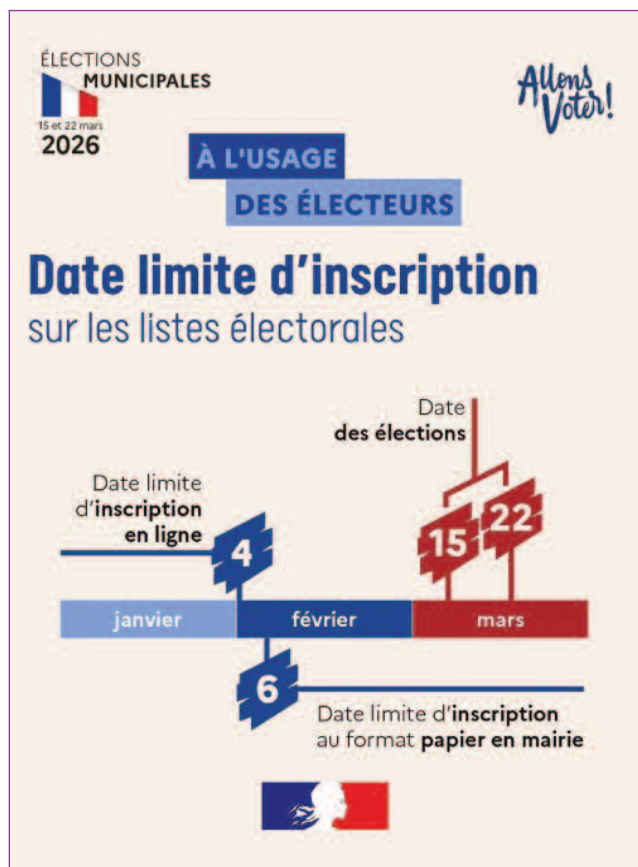 ÉLECTIONS
MUNICIPALES
15 et 22 mars
2026
Allons
Voter!
À L'USAGE
DES ÉLECTEURS
Date limite d'inscription
sur les listes électorales
Date
des élections
Date limite
d'inscription
en ligne
4
15
22
janvier
février
mars
6
Date limite d'inscription
au format papier en mairie